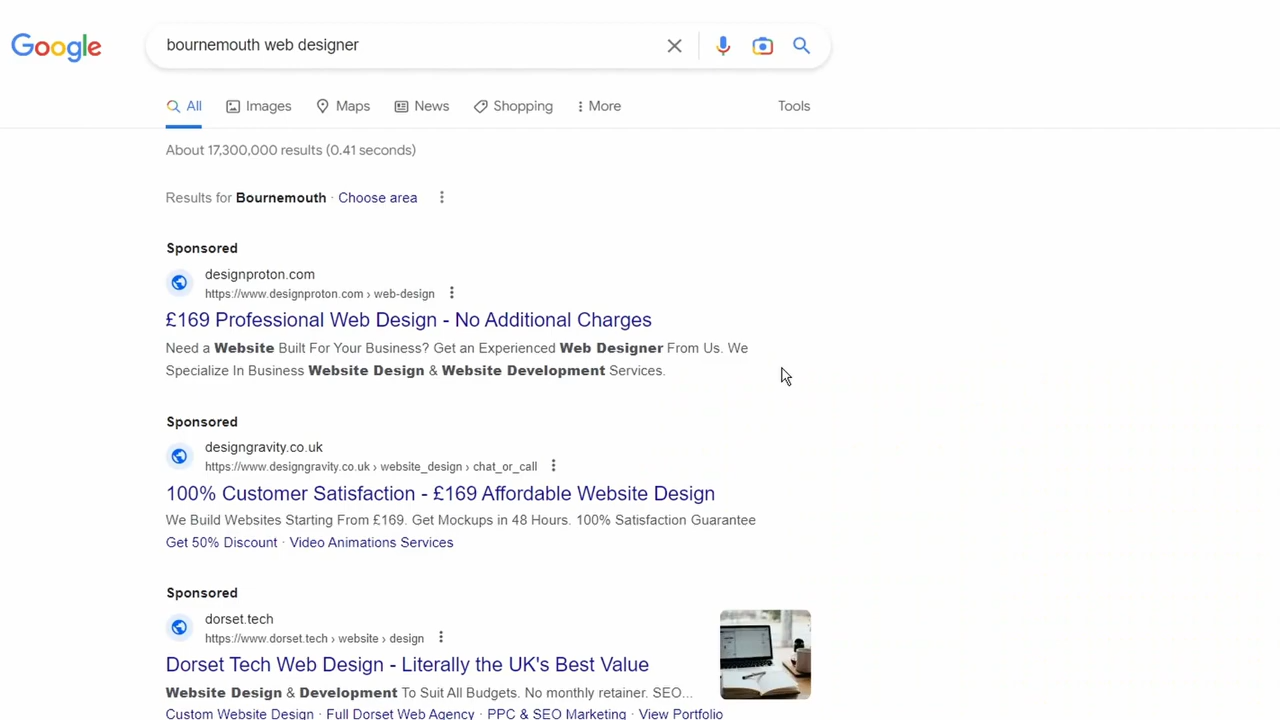 Google
bournemouth web designer
All Images Maps News Shopping More Tools
About 17,300,000 results (0.41 seconds)
Results for Bournemouth · Choose area
Sponsored
designproton.com
https://www.designproton.com › web-design
£169 Professional Web Design - No Additional Charges
Need a Website Built For Your Business? Get an Experienced Web Designer From Us. We
Specialize In Business Website Design & Website Development Services.
Sponsored
designgravity.co.uk
https://www.designgravity.co.uk › website_design › chat_or_call
100% Customer Satisfaction - £169 Affordable Website Design
We Build Websites Starting From £169. Get Mockups in 48 Hours. 100% Satisfaction Guarantee
Get 50% Discount · Video Animations Services
Sponsored
dorset.tech
https://www.dorset.tech › website › design
Dorset Tech Web Design - Literally the UK's Best Value
Website Design & Development To Suit All Budgets. No monthly retainer. SEO...
Custom Website Design · Full Dorset Web Agency · PPC & SEO Marketing · View Portfolio